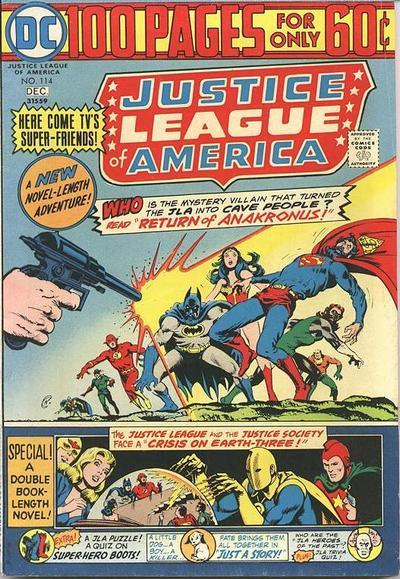 DC 100 PAGES FOR ONLY 60¢
JUSTICE LEAGUE
OF AMERICA
NO. 114
DEC.
31559
HERE COME TV'S
SUPER-FRIENDS!
JUSTICE
LEAGUE
of AMERICA
APPROVED
BY THE
COMICS
CODE
AUTHORITY
A NEW
NOVEL-LENGTH
ADVENTURE!
WHO IS THE MYSTERY VILLAIN THAT TURNED
THE JLA INTO CAVE PEOPLE?
READ "RETURN OF ANAKRONUS!"
SPECIAL!
A
DOUBLE
BOOK-
LENGTH
NOVEL!
THE JUSTICE LEAGUE AND THE JUSTICE SOCIETY
FACE A "CRISIS ON EARTH-THREE!"
EXTRA!
A JLA PUZZLE!
A QUIZ ON
SUPER-HERO BOOTS!
A LITTLE
DOG...A
BOY...A
KILLER.
FATE BRINGS THEM
ALL TOGETHER IN
JUST A STORY!
WHO ARE THE
"JLA HEROES
OF THE PAST"?
PLUS!
JLA TRIVIA
QUIZ!